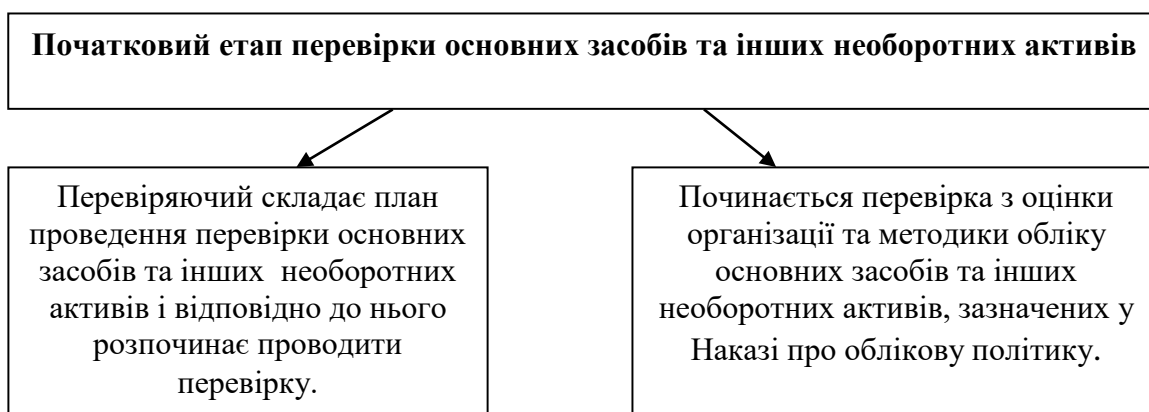 Початковий етап перевірки основних засобів та інших необоротних активів
Перевіряючий складає план
проведення перевірки основних
засобів та інших необоротних
активів і відповідно до нього
розпочинає проводити
перевірку.
Починається перевірка з оцінки
організації та методики обліку
основних засобів та інших
необоротних активів, зазначених у
Наказі про облікову політику.